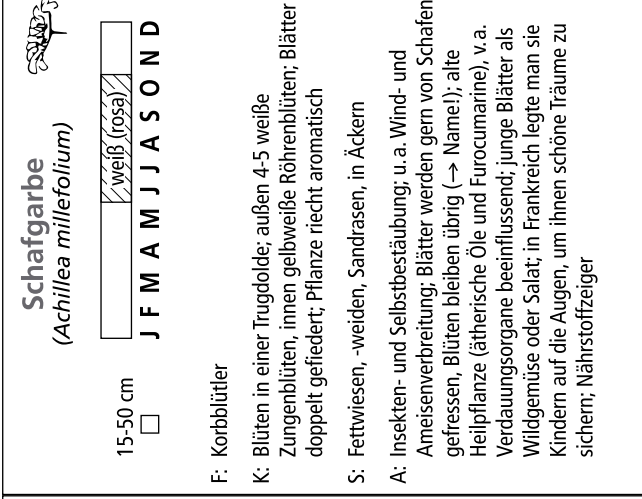 Schafgarbe
(Achillea millefolium)
15-50 cm
weiß (rosa)
J F M A M J J A S O N D
F: Korbblütler
K: Blüten in einer Trugdolde; außen 4-5 weiße
Zungenblüten, innen gelbweiße Röhrenblüten; Blätter
doppelt gefiedert; Pflanze riecht aromatisch
S: Fettwiesen, -weiden, Sandrasen, in Äckern
A: Insekten- und Selbstbestäubung; u. a. Wind- und
Ameisenverbreitung; Blätter werden gern von Schafen
gefressen, Blüten bleiben übrig (→ Name!); alte
Heilpflanze (ätherische Öle und Furocumarine), v.a.
Verdauungsorgane beeinflussend; junge Blätter als
Wildgemüse oder Salat; in Frankreich legte man sie
Kindern auf die Augen, um ihnen schöne Träume zu
sichern; Nährstoffzeiger